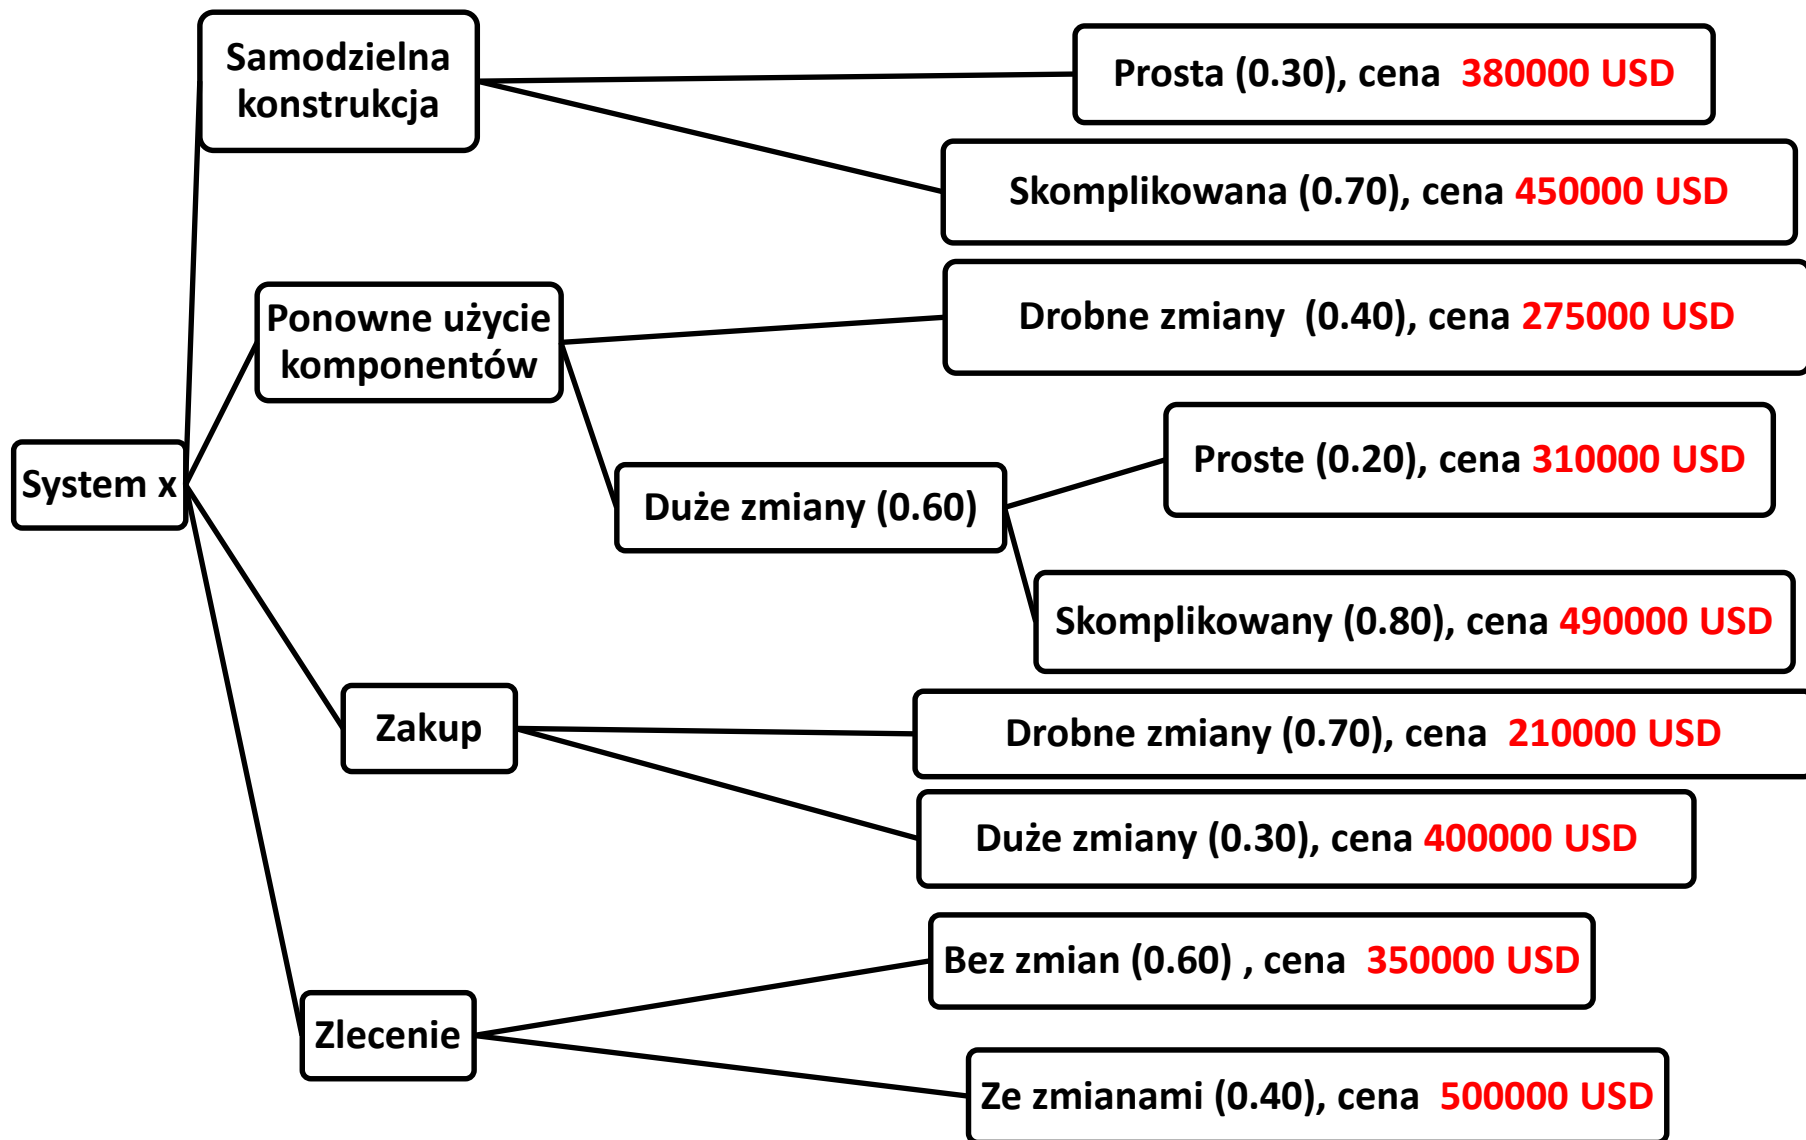 Samodzielna
konstrukcja
Prosta (0.30), cena 380000 USD
Skomplikowana (0.70), cena 450000 USD
Ponowne użycie
komponentów
Drobne zmiany (0.40), cena 275000 USD
System x
Duże zmiany (0.60)
Proste (0.20), cena 310000 USD
Skomplikowany (0.80), cena 490000 USD
Zakup
Drobne zmiany (0.70), cena 210000 USD
Duże zmiany (0.30), cena 400000 USD
Zlecenie
Bez zmian (0.60) , cena 350000 USD
Ze zmianami (0.40), cena 500000 USD